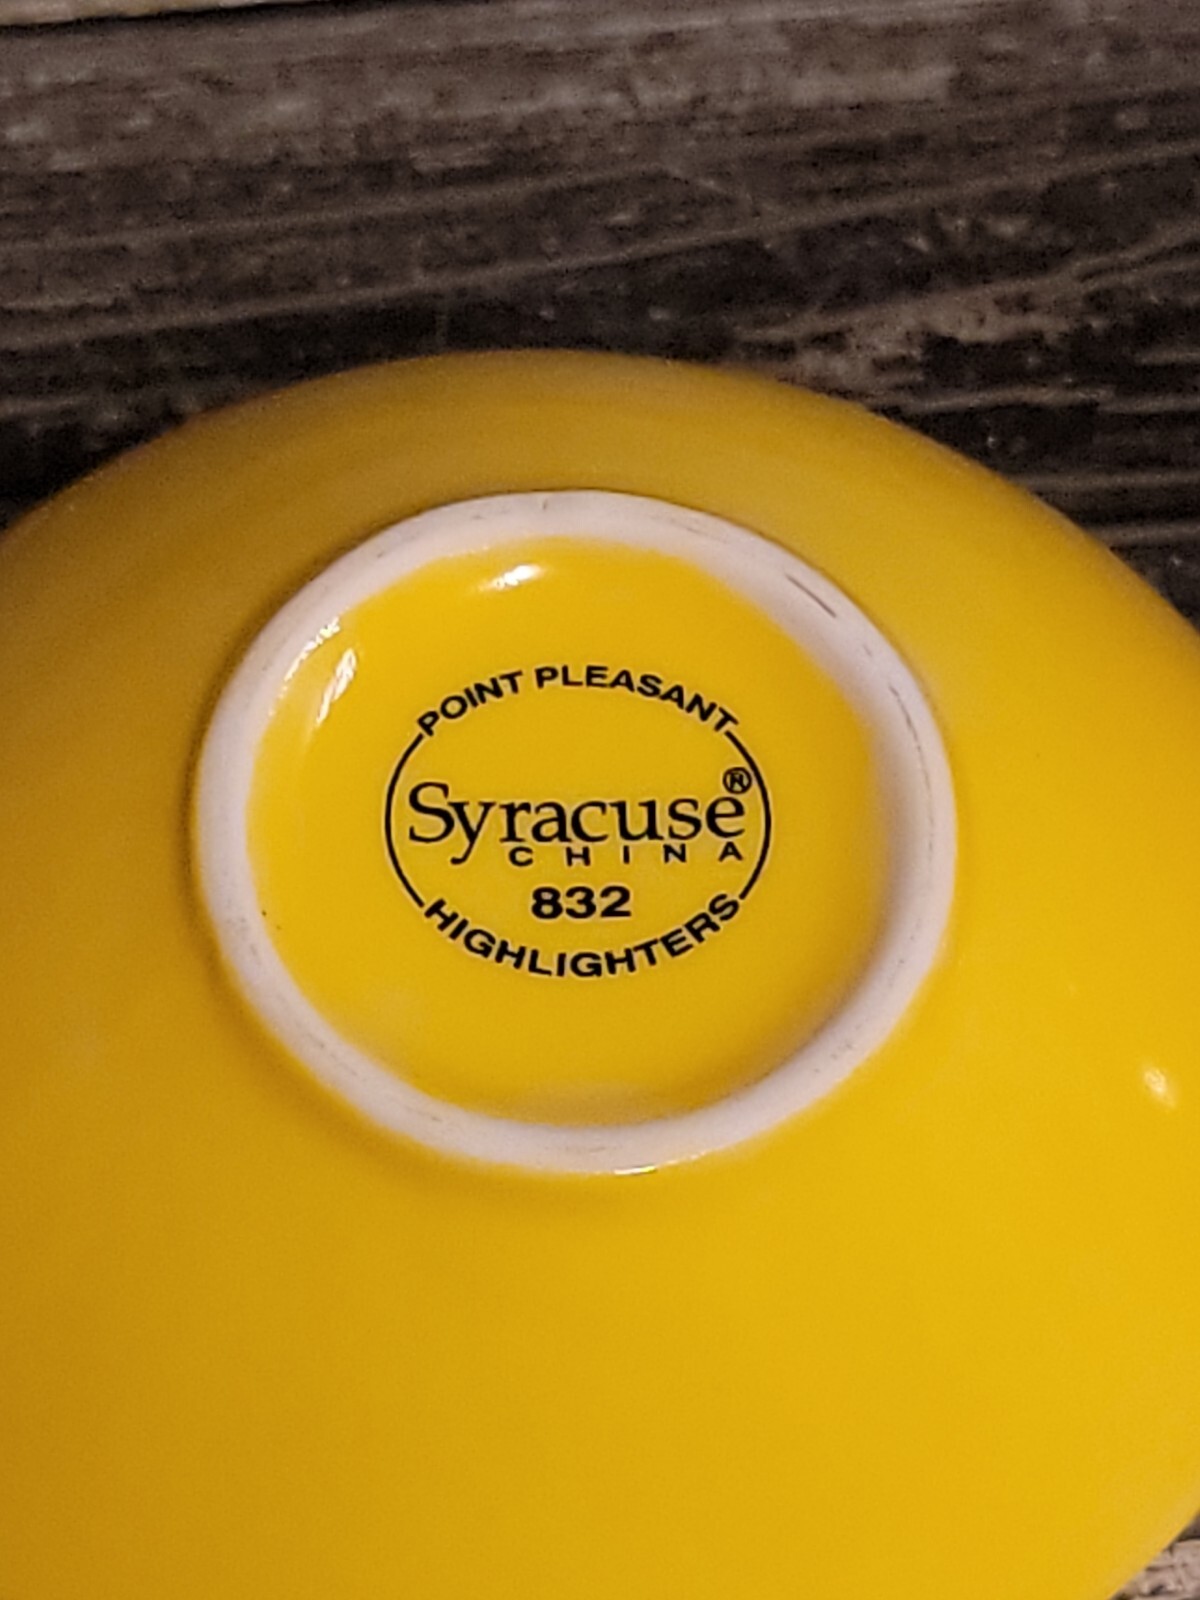 POINT PLEASANT
Syracuse®
CHINA
832
HIGHLIGHTERS